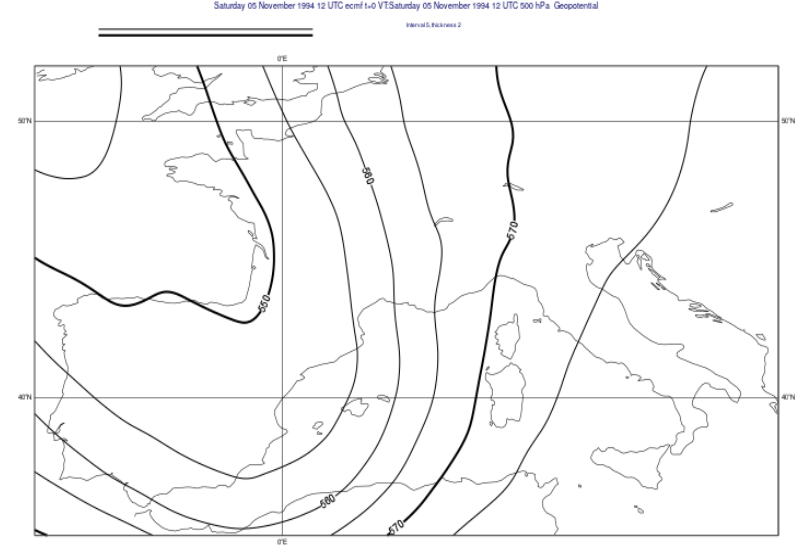 Saturday 05 November 1994 12 UTC ecmf t+0 VT:Saturday 05 November 1994 12 UTC 500 hPa Geopotential
Interval 5, thickness 2
0°E
50°N 50°N
560
570
550
40°N 40°N
560
570
0°E